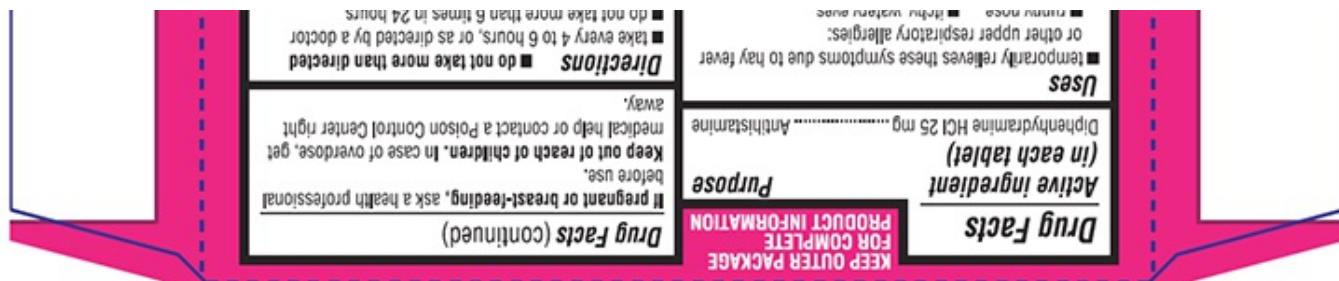 Drug Facts
KEEP OUTER PACKAGE
FOR COMPLETE
PRODUCT INFORMATION
Active ingredient Purpose
(in each tablet)
Diphenhydramine HCl 25 mg ..................... Antihistamine
Uses
■ temporarily relieves these symptoms due to hay fever
or other upper respiratory allergies:
■ runny nose ■ itchy, watery eyes
Drug Facts (continued)
If pregnant or breast-feeding, ask a health professional
before use.
Keep out of reach of children. In case of overdose, get
medical help or contact a Poison Control Center right
away.
Directions ■ do not take more than directed
■ take every 4 to 6 hours, or as directed by a doctor
■ do not take more than 6 times in 24 hours